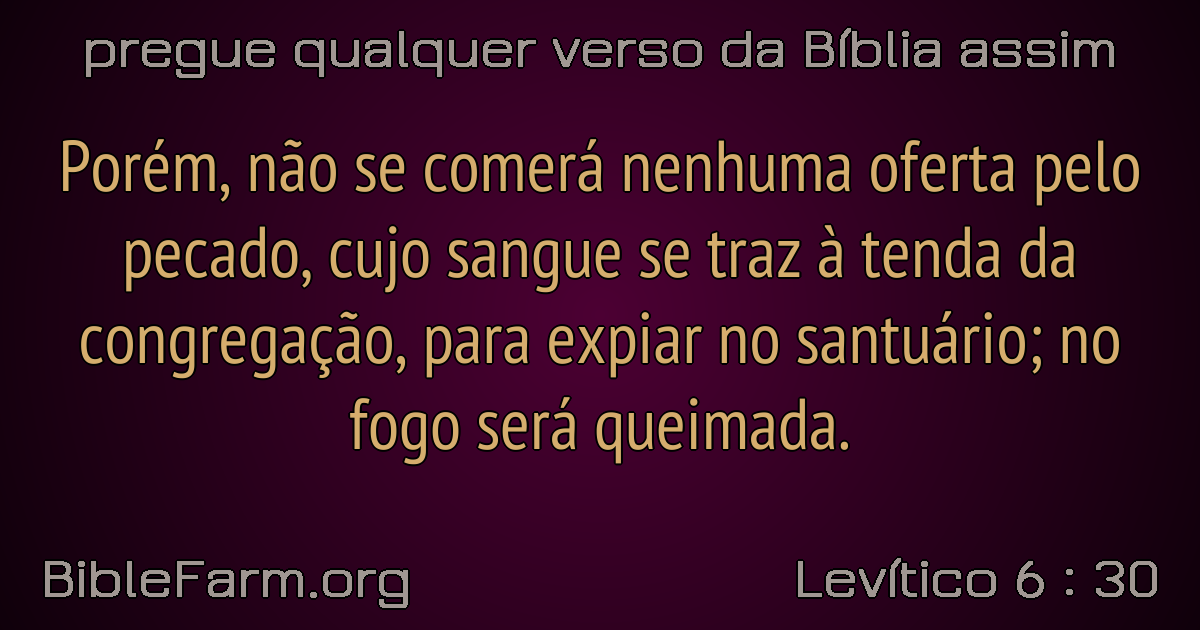 pregue qualquer verso da Bíblia assim
Porém, não se comerá nenhuma oferta pelo
pecado, cujo sangue se traz à tenda da
congregação, para expiar no santuário; no
fogo será queimada.
BibleFarm.org
Levítico 6 : 30